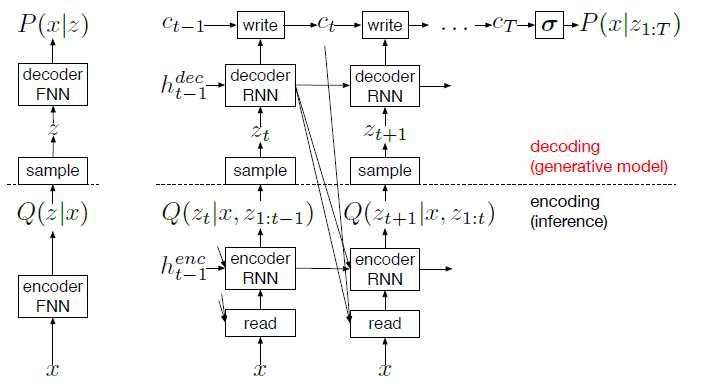 P(x|z)
decoder
FNN
z
sample
Q(z|x)
encoder
FNN
x
c_{t-1} write c_t write ... c_T σ P(x|z_{1:T})
h_{t-1}^{dec} decoder
RNN
decoder
RNN
z_t z_{t+1}
sample sample
decoding
(generative model)
Q(z_t|x, z_{1:t-1}) Q(z_{t+1}|x, z_{1:t})
encoding
(inference)
h_{t-1}^{enc} encoder
RNN
encoder
RNN
read read
x x